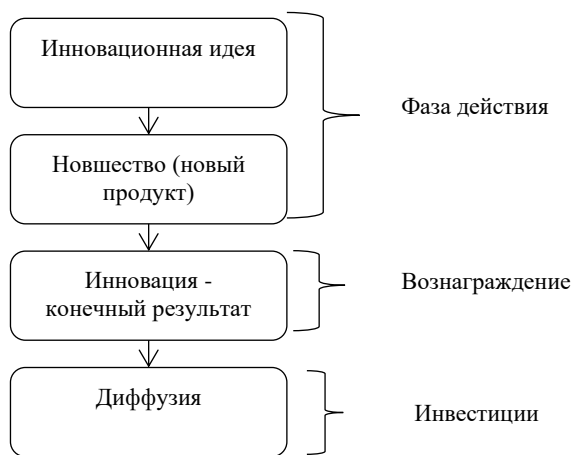 Инновационная идея
Фаза действия
Новшество (новый
продукт)
Инновация -
конечный результат
Вознаграждение
Диффузия
Инвестиции